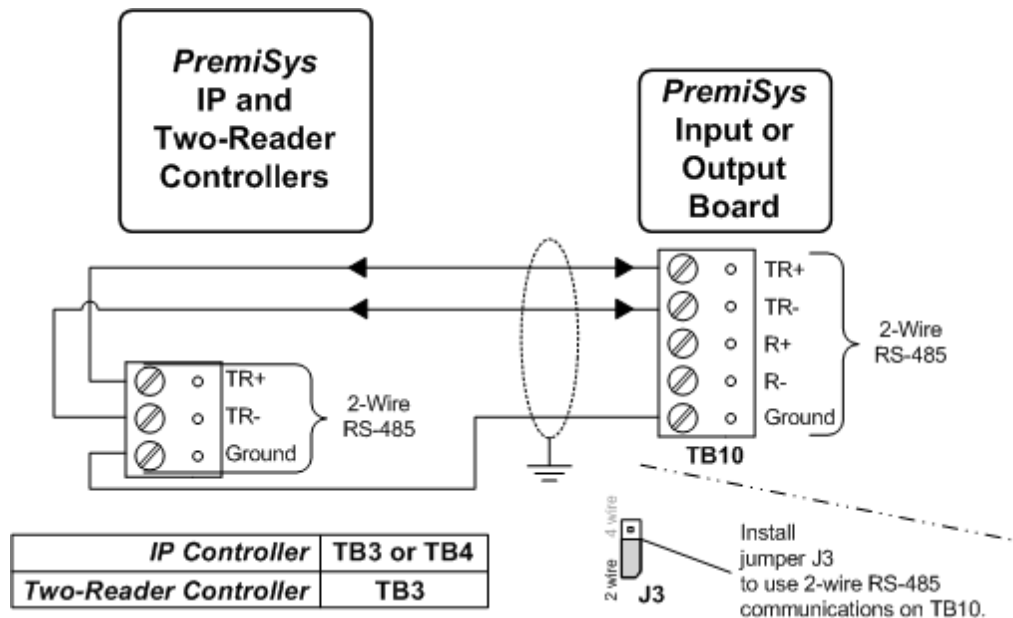 PremiSys
IP and
Two-Reader
Controllers
PremiSys
Input or
Output
Board
TR+
TR-
R+
R-
Ground
2-Wire
RS-485
TB10
TR+
TR-
Ground
2-Wire
RS-485
IP Controller TB3 or TB4
Two-Reader Controller TB3
4 wire
2 wire
J3
Install
jumper J3
to use 2-wire RS-485
communications on TB10.